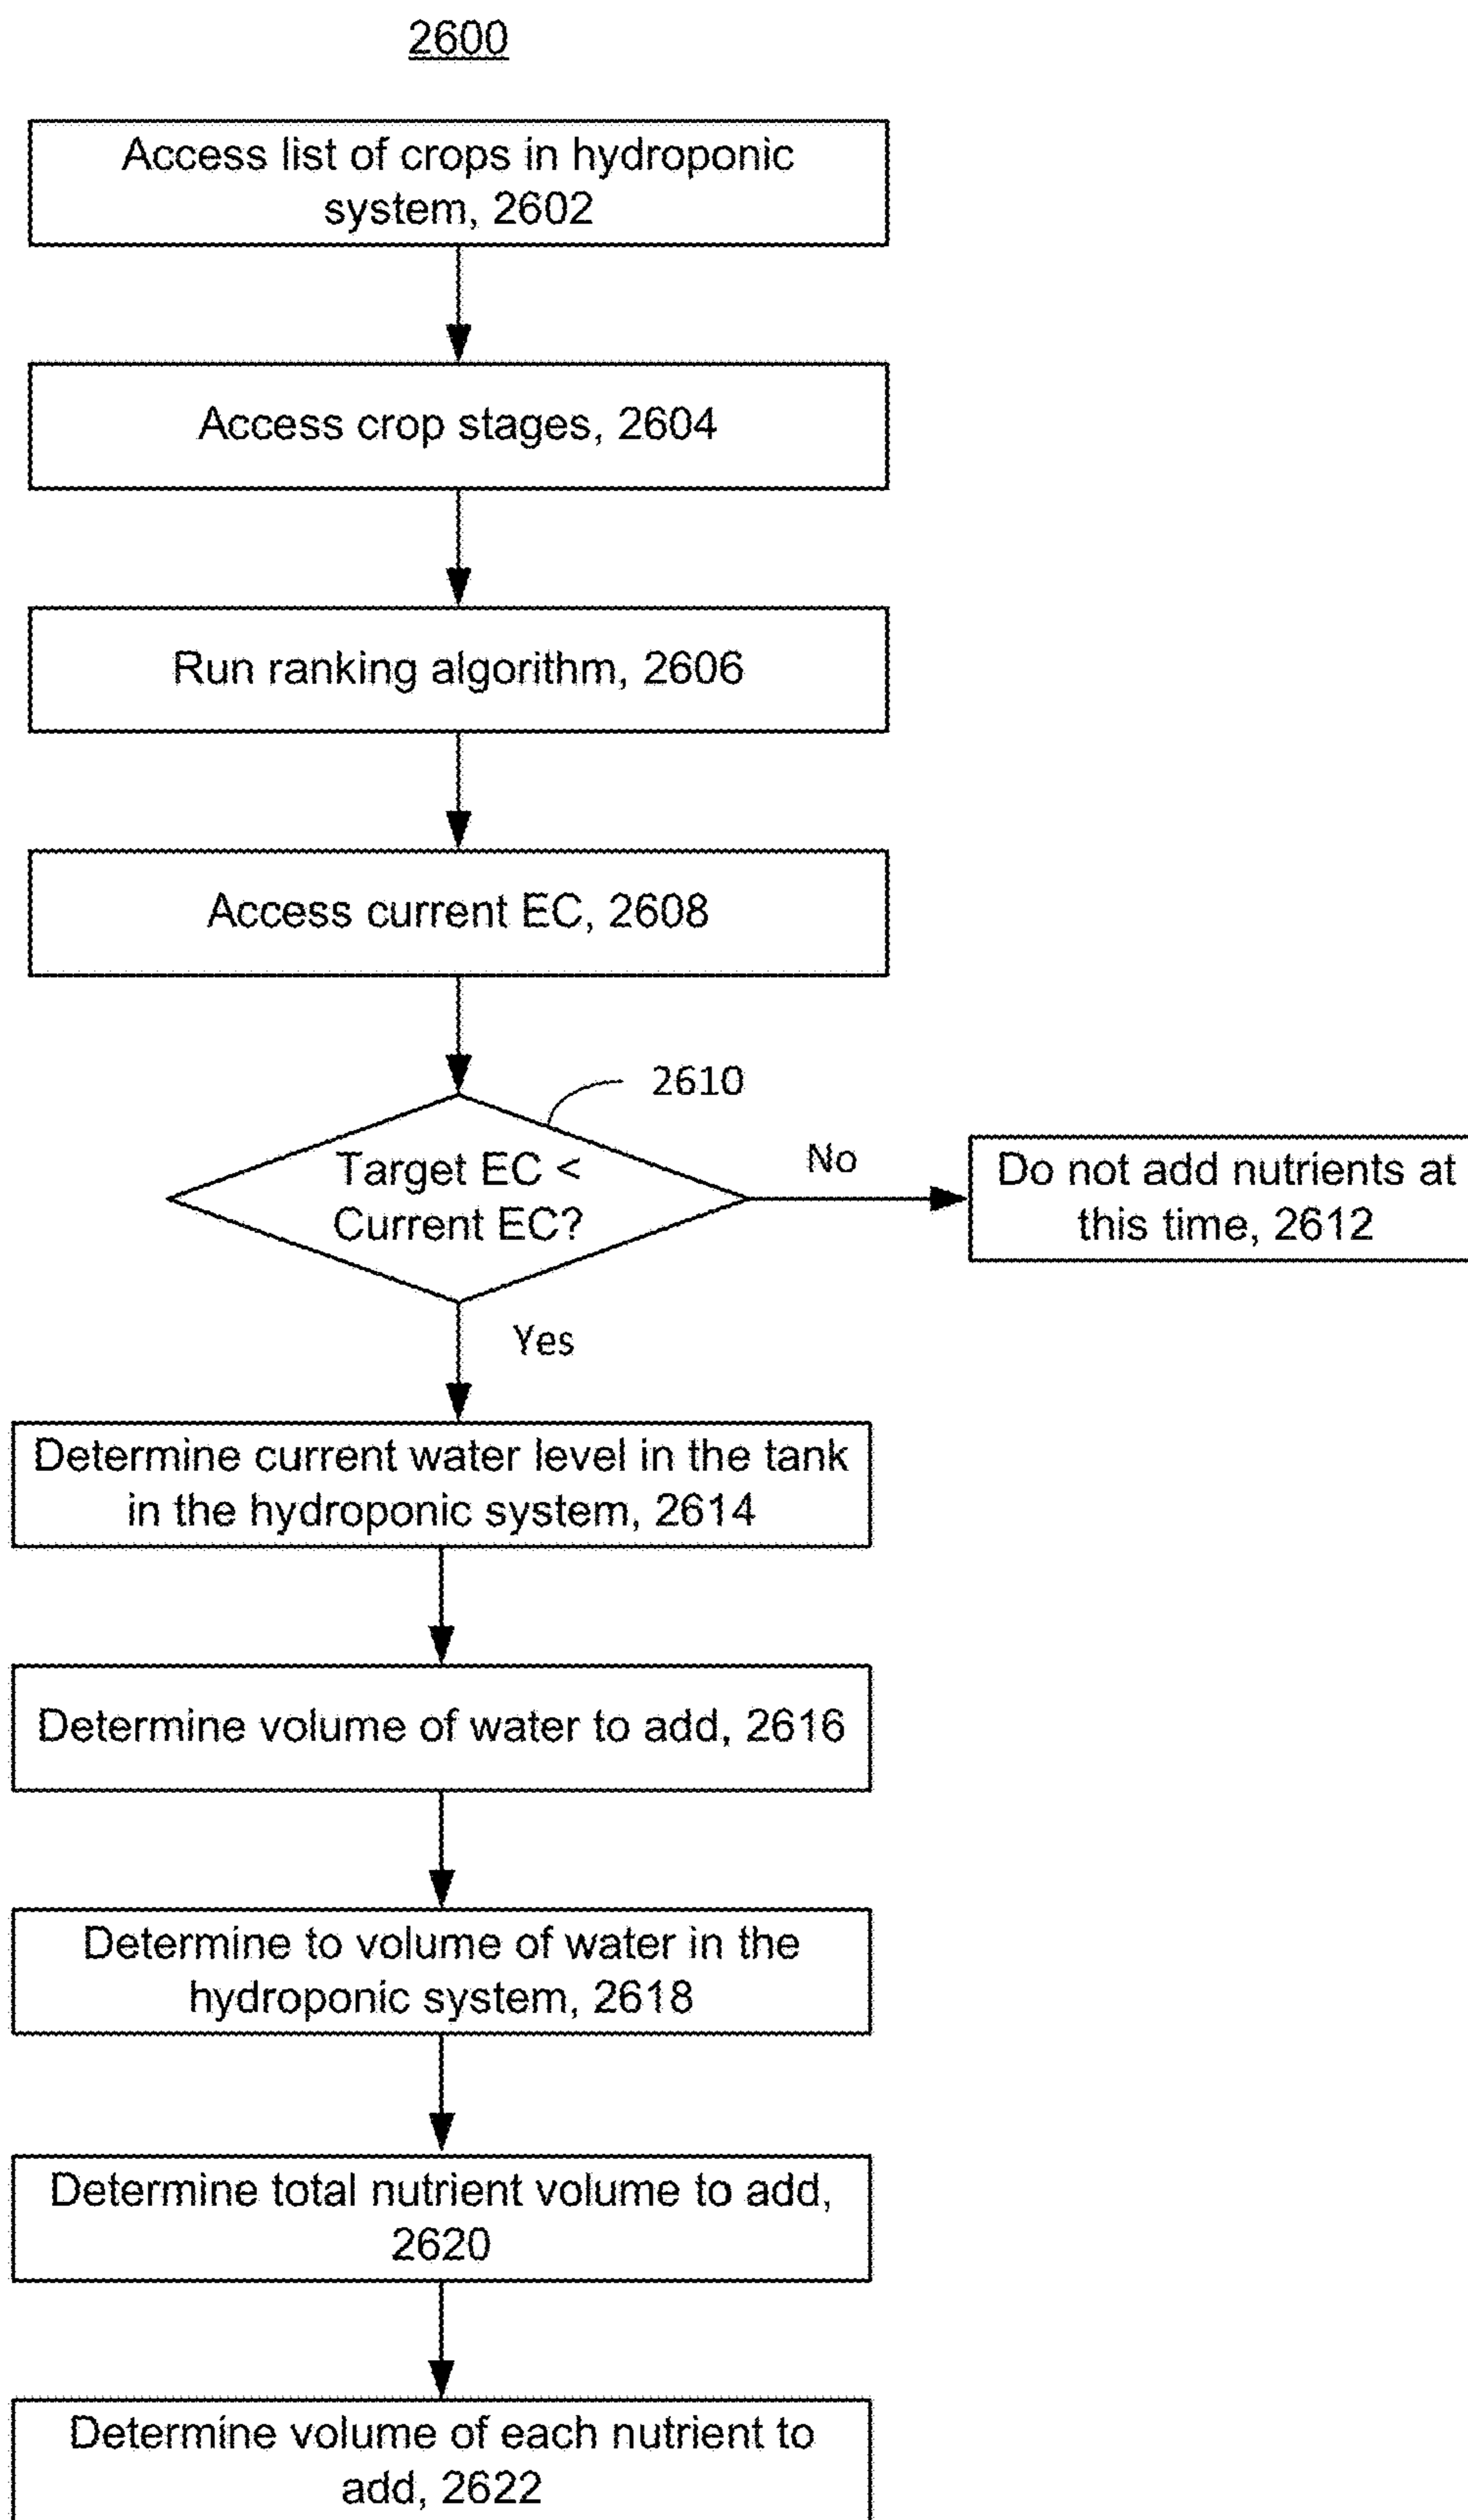 2600
Access list of crops in hydroponic
system, 2602
Access crop stages, 2604
Run ranking algorithm, 2606
Access current EC, 2608
2610
Target EC <
Current EC?
No
Do not add nutrients at
this time, 2612
Yes
Determine current water level in the tank
in the hydroponic system, 2614
Determine volume of water to add, 2616
Determine to volume of water in the
hydroponic system, 2618
Determine total nutrient volume to add,
2620
Determine volume of each nutrient to
add, 2622